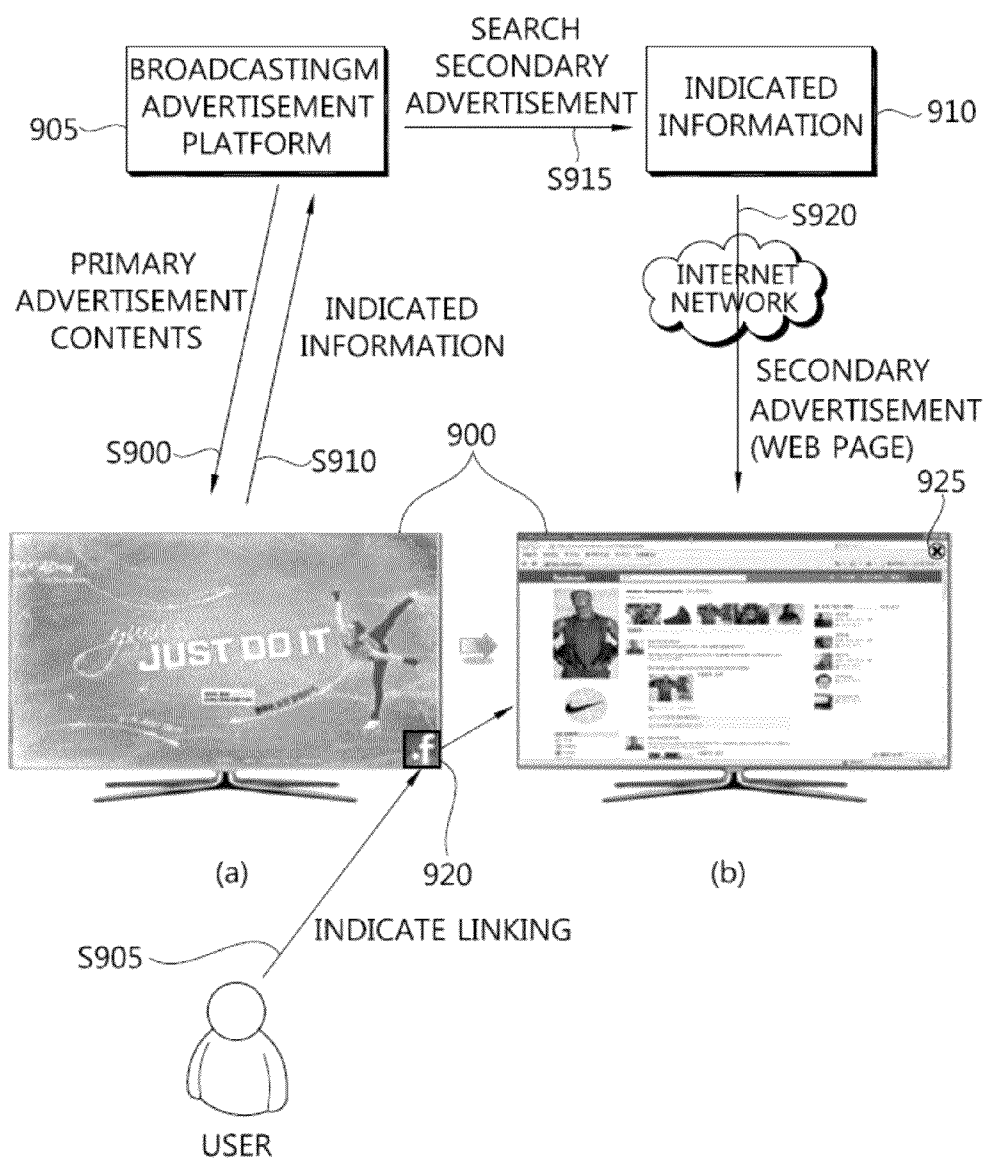 SEARCH
SECONDARY
ADVERTISEMENT
BROADCASTINGM
ADVERTISEMENT
PLATFORM
905
INDICATED
INFORMATION
910
S915
S920
PRIMARY
ADVERTISEMENT
CONTENTS
INDICATED
INFORMATION
INTERNET
NETWORK
SECONDARY
ADVERTISEMENT
(WEB PAGE)
S900
S910
900
925
JUST DO IT
f
(a)
920
(b)
INDICATE LINKING
S905
USER